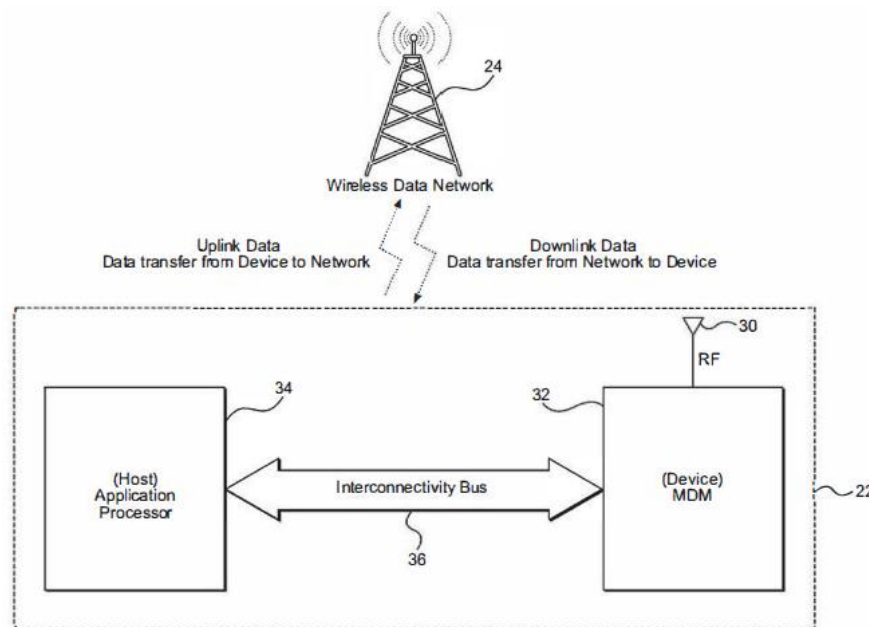 24
Wireless Data Network
Uplink Data
Data transfer from Device to Network
Downlink Data
Data transfer from Network to Device
30
RF
34
32
(Host)
Application
Processor
Interconnectivity Bus
(Device)
MDM
22
36